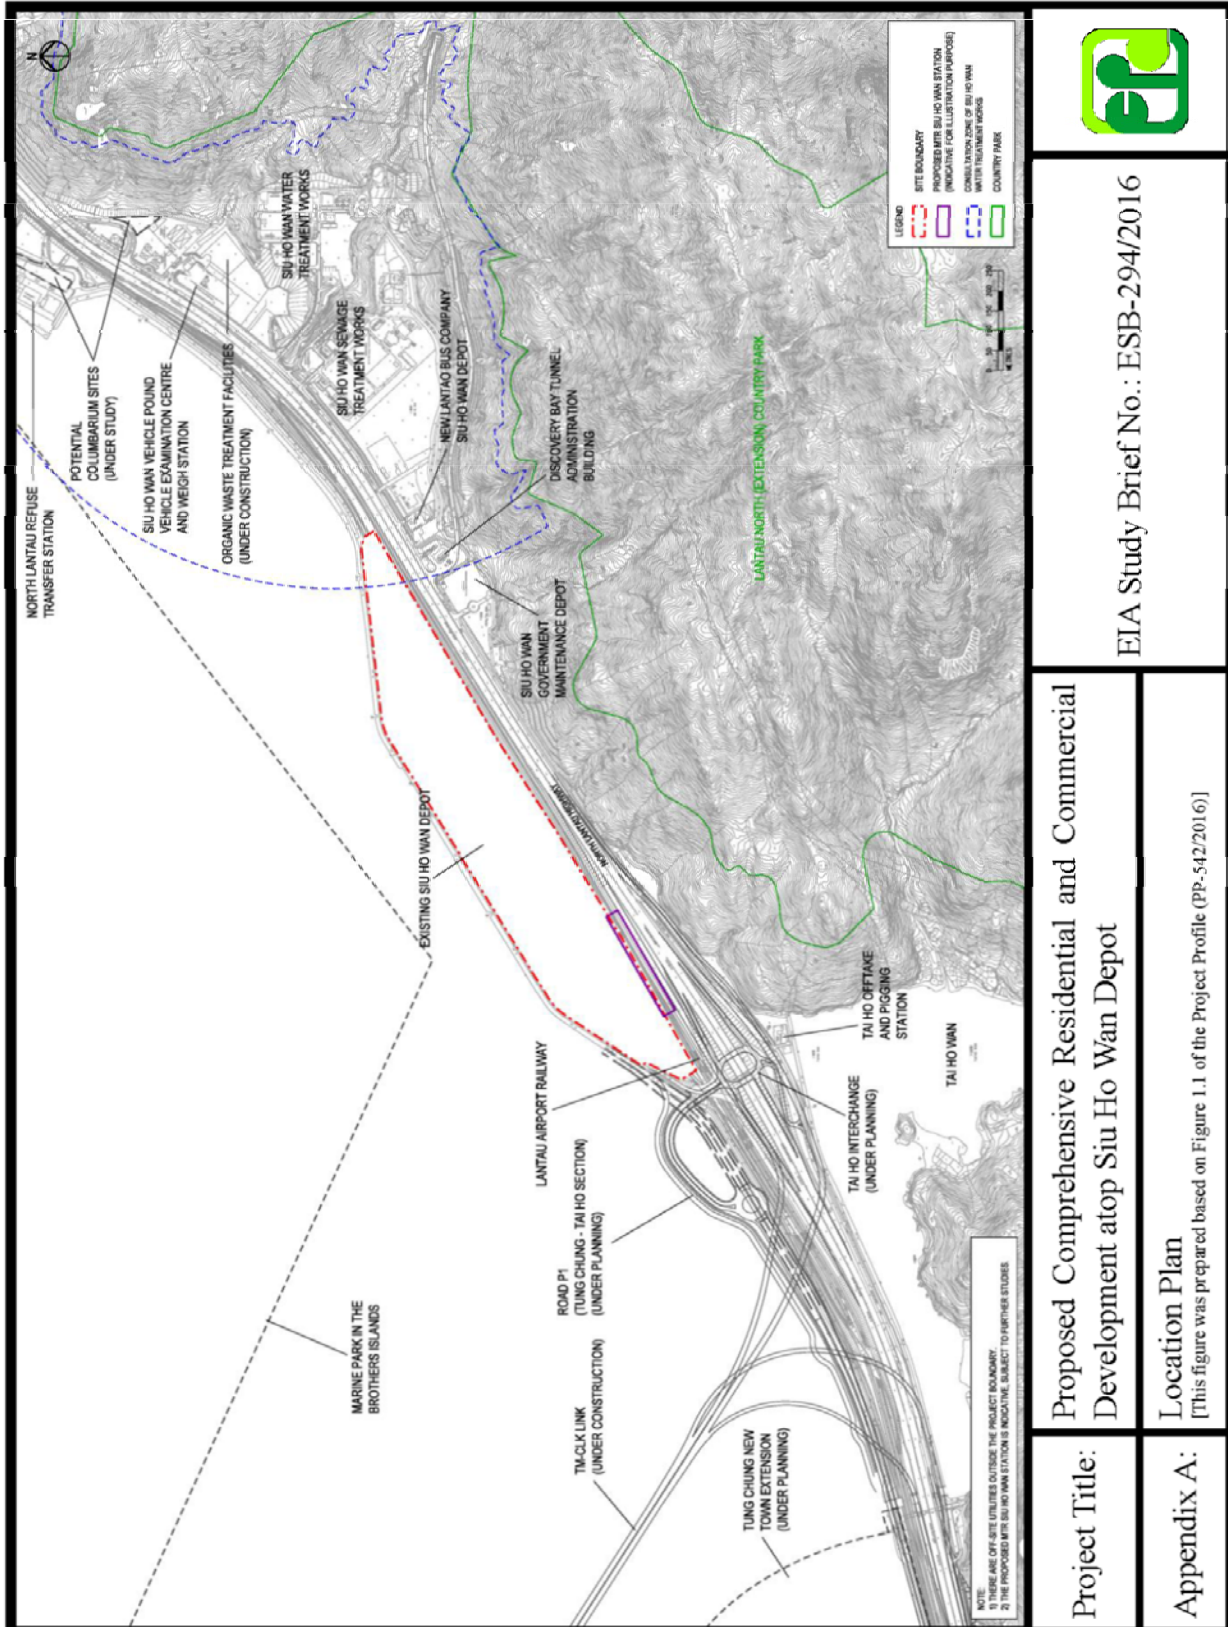 N
NORTH LANTAU REFUSE
TRANSFER STATION
POTENTIAL
COLUMBARIUM SITES
(UNDER STUDY)
SIU HO WAN VEHICLE POUND
VEHICLE EXAMINATION CENTRE
AND WEIGH STATION
ORGANIC WASTE TREATMENT FACILITIES
(UNDER CONSTRUCTION)
SIU HO WAN WATER
TREATMENT WORKS
SIU HO WAN SEWAGE
TREATMENT WORKS
NEW LANTAO BUS COMPANY
SIU HO WAN DEPOT
DISCOVERY BAY TUNNEL
ADMINISTRATION
BUILDING
SIU HO WAN
GOVERNMENT
MAINTENANCE DEPOT
EXISTING SIU HO WAN DEPOT
NORTH LANTAU HIGHWAY
LANTAU NORTH (EXTENSION) COUNTRY PARK
MARINE PARK IN THE
BROTHERS ISLANDS
LANTAU AIRPORT RAILWAY
ROAD P1
(TUNG CHUNG - TAI HO SECTION)
(UNDER PLANNING)
TM-CLK LINK
(UNDER CONSTRUCTION)
TUNG CHUNG NEW
TOWN EXTENSION
(UNDER PLANNING)
TAI HO INTERCHANGE
(UNDER PLANNING)
TAI HO OFFTAKE
AND PIGGING
STATION
TAI HO WAN
LEGEND
SITE BOUNDARY
PROPOSED MTR SIU HO WAN STATION
(INDICATIVE FOR ILLUSTRATION PURPOSE)
CONSULTATION ZONE OF SIU HO WAN
WATER TREATMENT WORKS
COUNTRY PARK
0 50 100 150 200 250
METRES
NOTE:
1) THERE ARE OFF-SITE UTILITIES OUTSIDE THE PROJECT BOUNDARY.
2) THE PROPOSED MTR SIU HO WAN STATION IS INDICATIVE, SUBJECT TO FURTHER STUDIES.
Project Title:
Proposed Comprehensive Residential and Commercial
Development atop Siu Ho Wan Depot
EIA Study Brief No.: ESB-294/2016
Appendix A:
Location Plan
[This figure was prepared based on Figure 1.1 of the Project Profile (PP-542/2016)]